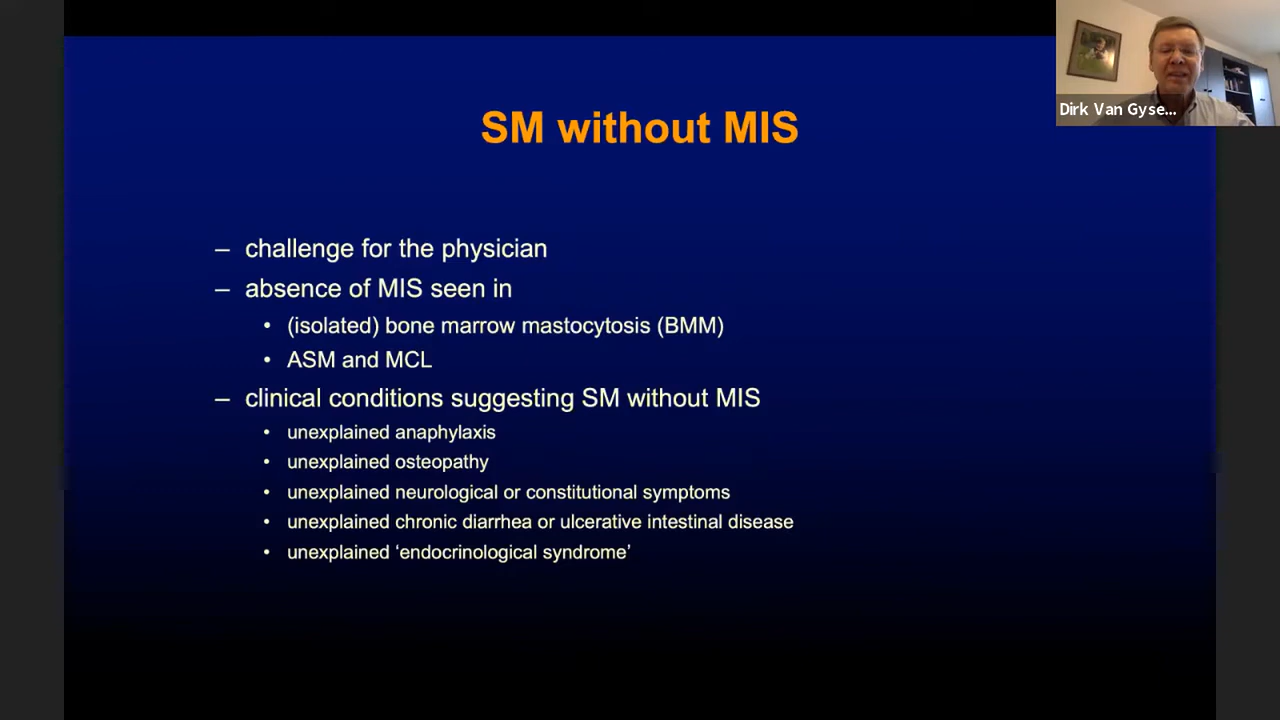 SM without MIS
Dirk Van Gyse...
– challenge for the physician
– absence of MIS seen in
• (isolated) bone marrow mastocytosis (BMM)
• ASM and MCL
– clinical conditions suggesting SM without MIS
• unexplained anaphylaxis
• unexplained osteopathy
• unexplained neurological or constitutional symptoms
• unexplained chronic diarrhea or ulcerative intestinal disease
• unexplained ‘endocrinological syndrome’